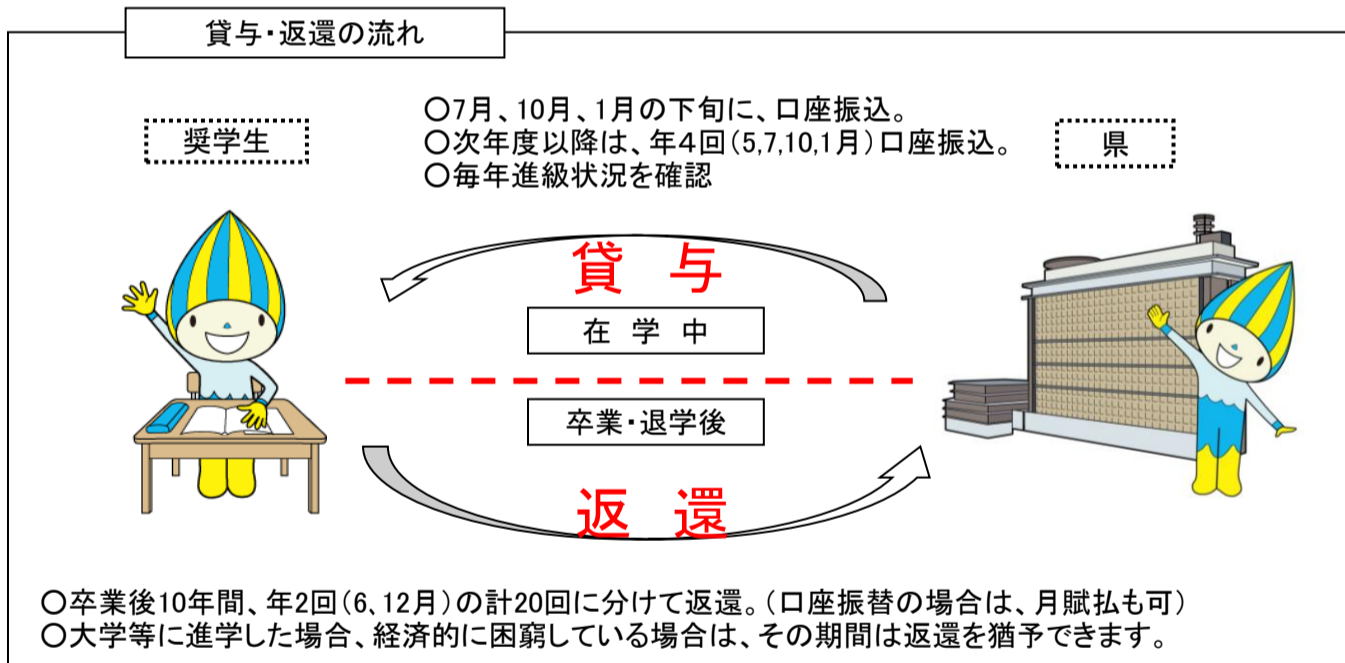 貸与・返還の流れ
奨学生
○7月、10月、1月の下旬に、口座振込。
○次年度以降は、年４回（5,7,10,1月）口座振込。
○毎年進級状況を確認
県
貸 与
在 学 中
卒業・退学後
返 還
○卒業後10年間、年2回（6、12月）の計20回に分けて返還。（口座振替の場合は、月賦払も可）
○大学等に進学した場合、経済的に困窮している場合は、その期間は返還を猶予できます。